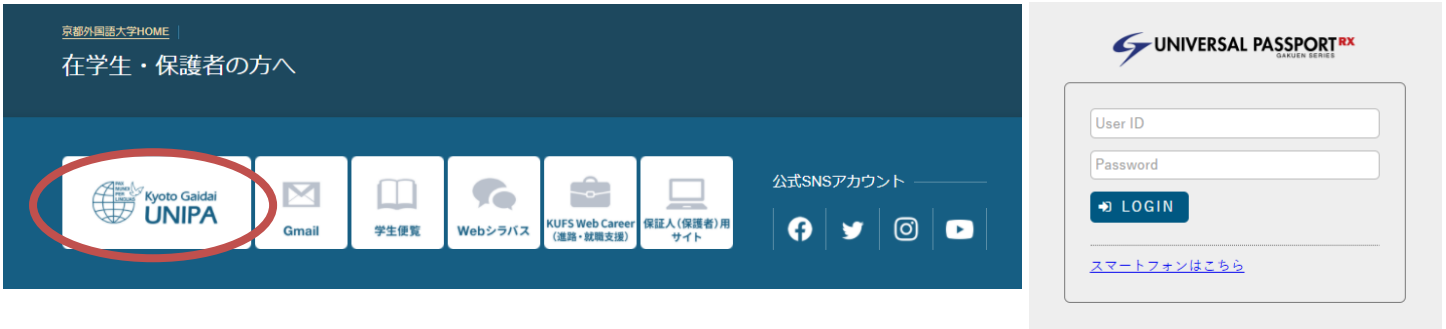 京都外国語大学HOME
在学生・保護者の方へ
PAX
MUNDI
PER
LINGUAS
Kyoto Gaidai
UNIPA
Gmail
学生便覧
Webシラバス
KUFS Web Career
(進路・就職支援)
保証人(保護者)用
サイト
公式SNSアカウント
UNIVERSAL PASSPORT RX
GAKUEN SERIES
User ID
Password
LOGIN
スマートフォンはこちら